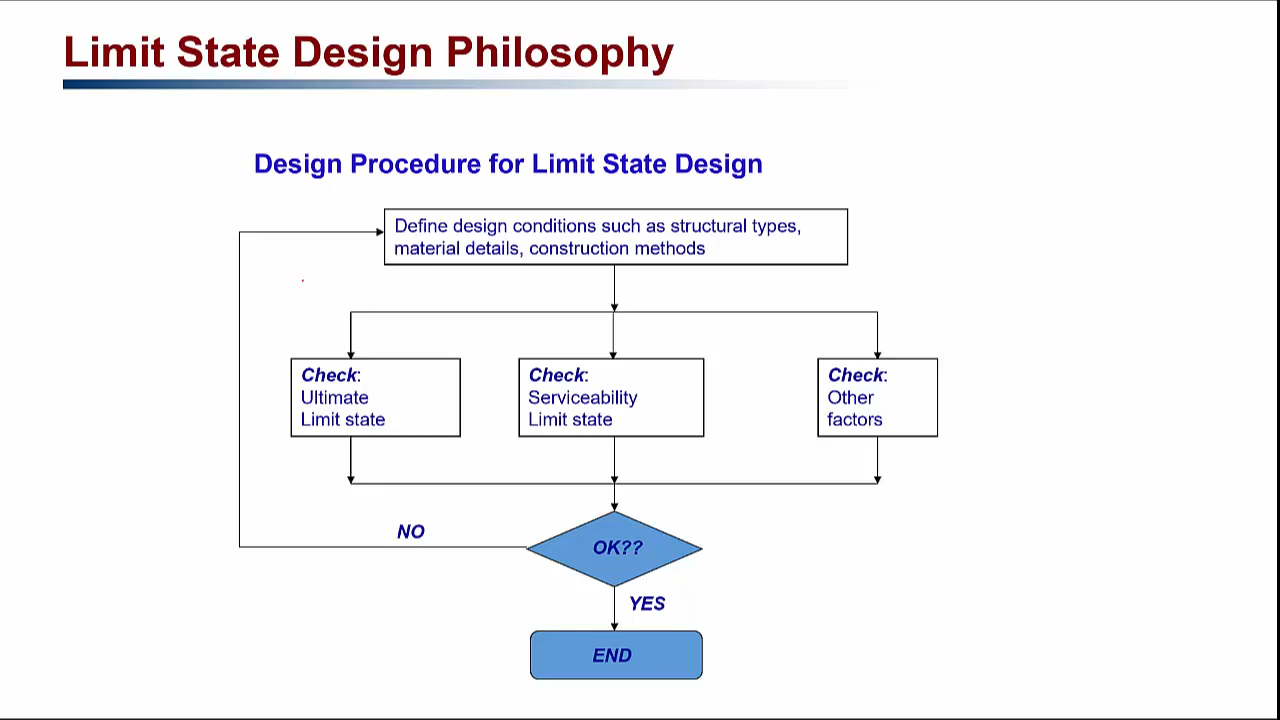 Limit State Design Philosophy
Design Procedure for Limit State Design
Define design conditions such as structural types,
material details, construction methods
Check:
Ultimate
Limit state
Check:
Serviceability
Limit state
Check:
Other
factors
NO
OK??
YES
END